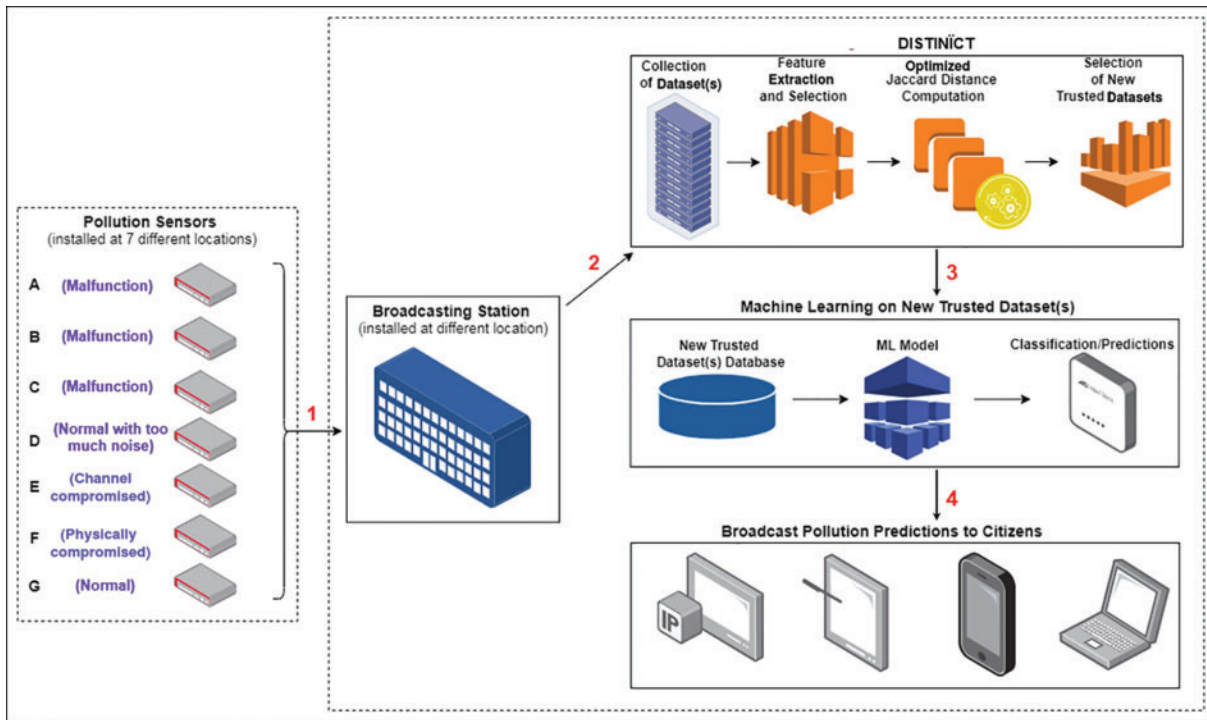 Pollution Sensors
(installed at 7 different locations)
A (Malfunction)
B (Malfunction)
C (Malfunction)
D (Normal with too
much noise)
E (Channel
compromised)
F (Physically
compromised)
G (Normal)
1
Broadcasting Station
(installed at different location)
2
DISTINÏCT
Collection
of Dataset(s)
Feature
Extraction
and Selection
Optimized
Jaccard Distance
Computation
Selection
of New
Trusted Datasets
3
Machine Learning on New Trusted Dataset(s)
New Trusted
Dataset(s) Database
ML Model
Classification/Predictions
4
Broadcast Pollution Predictions to Citizens
IP